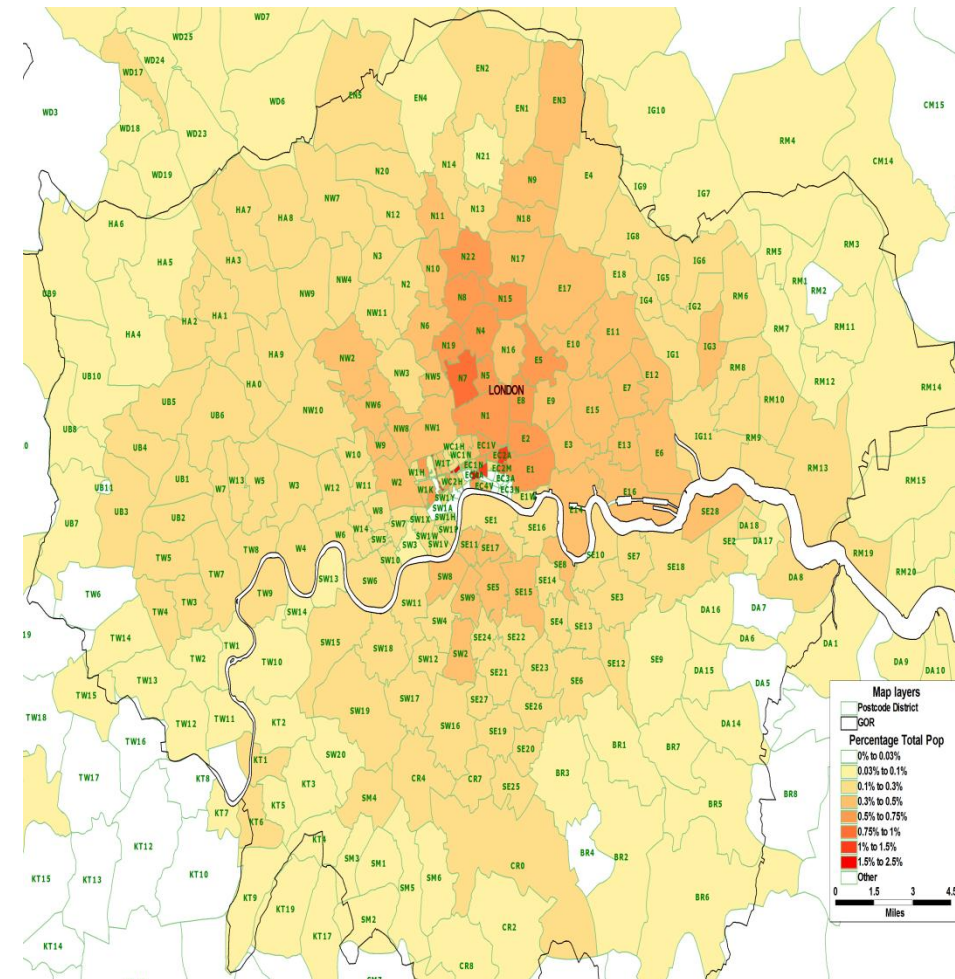 WD7
WD25
WD24
WD17
EN5
EN2
WD6
EN4
EN1
EN3
IG10
WD3
CM15
WD18
WD23
RM4
N14
N21
CM14
WD19
N20
N9
E4
IG9
IG7
NW7
HA6
HA7
HA8
N12
N11
N13
N18
IG8
RM5
RM3
HA5
HA3
N3
N10
N22
N17
E18
IG5
IG6
UB9
NW4
N2
N8
N15
E17
IG4
IG2
RM6
RM1
RM2
HA4
HA2
HA1
NW9
NW11
N6
N4
E11
E10
RM7
RM11
NW2
N19
N16
IG1
IG3
HA9
NW3
NW5
N7
N5
E5
E12
RM8
RM12
UB10
HA0
LONDON
E7
RM14
UB5
NW6
E8
E9
RM10
UB8
UB6
NW10
N1
E15
NW8
NW1
UB4
W9
WC1H
EC1V
E2
E3
E13
E6
RM9
IG11
W10
WC1N
EC2A
RM13
UB1
W13
W5
W3
W12
W1H
W1T
EC1N
EC2M
E1
UB11
W11
W2
W1K
WC2H
EC4V
EC3A
EC3N
E1W
E16
RM15
UB7
UB3
UB2
W8
SW1Y
SW1A
SW1H
SE1
E14
SE28
W14
SW7
SW1X
SW1P
SE16
DA18
W6
SW5
SW1W
SW3
SW1V
SE2
DA17
TW5
TW8
W4
SW10
SE11
SE17
SE10
SE7
SE18
RM19
TW7
SW6
SE8
RM20
TW6
TW9
SW13
SW8
SW9
SE5
SE15
SE14
DA8
TW4
TW3
SW14
SW11
SE3
DA16
DA7
TW14
SW4
SE4
SE13
DA6
DA1
TW1
SW15
SW18
SE24
SE22
TW2
TW10
SW12
SW2
SE23
SE12
SE9
DA15
DA5
DA9
DA10
TW13
SE21
SE6
TW15
SW17
SE27
SE26
TW12
TW11
SW19
SW16
SE19
DA14
TW18
TW16
KT2
SE20
BR1
BR7
KT1
SW20
TW17
KT8
KT3
CR4
CR7
SE25
BR3
BR8
KT5
SM4
BR5
KT7
KT6
KT4
CR0
KT12
KT10
SM3
SM1
SM6
BR4
BR2
KT15
KT13
SM5
KT9
KT19
BR6
SM2
CR2
KT14
KT17
CR8
Map layers
Postcode District
GOR
Percentage Total Pop
0% to 0.03%
0.03% to 0.1%
0.1% to 0.3%
0.3% to 0.5%
0.5% to 0.75%
0.75% to 1%
1% to 1.5%
1.5% to 2.5%
Other
0 1.5 3 4.5
Miles